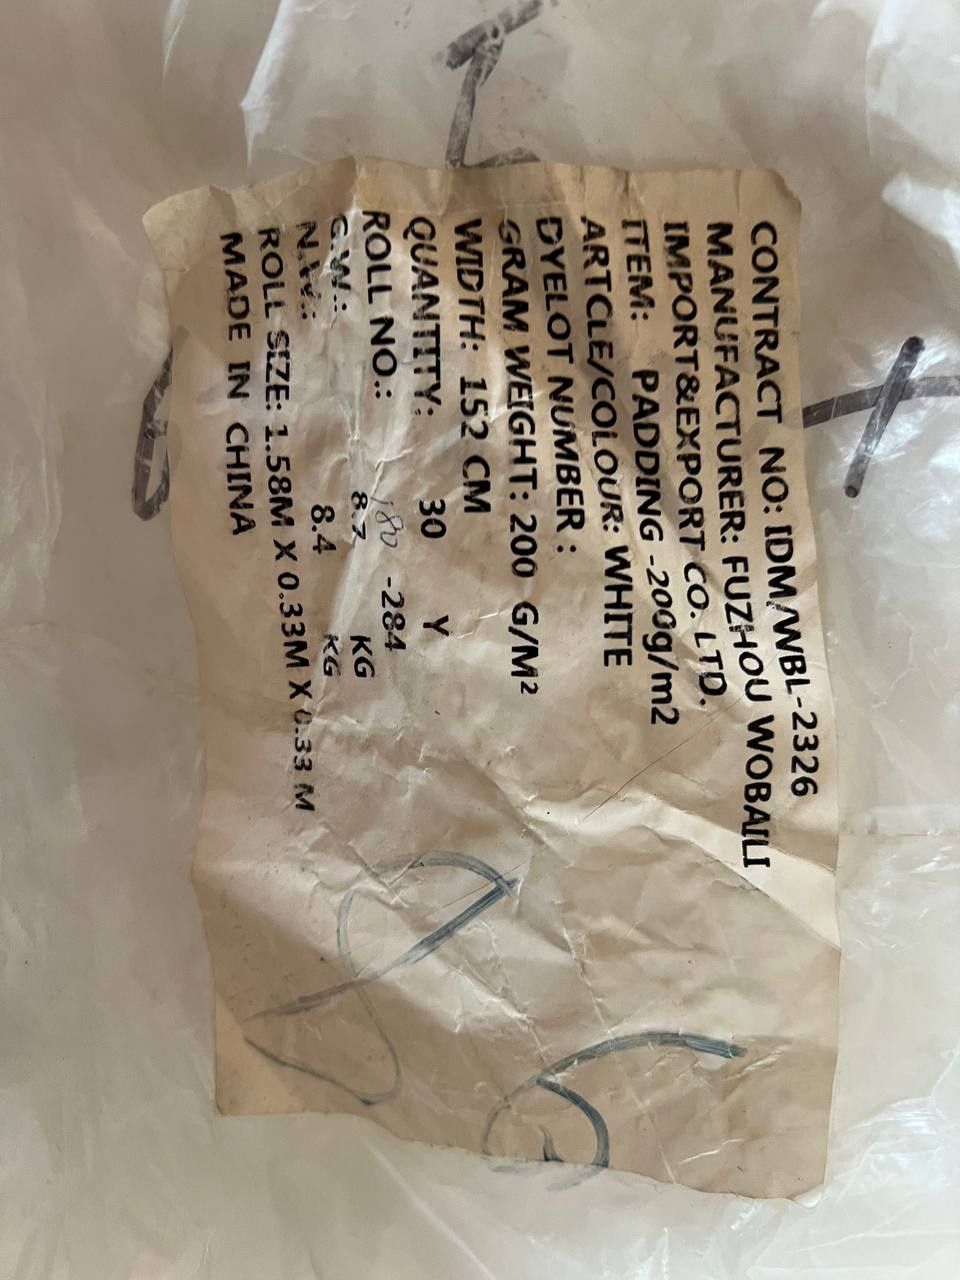 CONTRACT NO: IDM/WBL-2326
MANUFACTURER: FUZHOU WOBAILI
IMPORT&EXPORT CO. LTD.
ITEM: PADDING -200g/m2
ARTCLE/COLOUR: WHITE
DYELOT NUMBER :
GRAM WEIGHT: 200 G/M²
WIDTH: 152 CM
QUANTITY: 30 Y
ROLL NO.: 180 -284
G.W.: 8.7 KG
N.W.: 8.4 KG
ROLL SIZE: 1.58M X 0.33M X 0.33 M
MADE IN CHINA